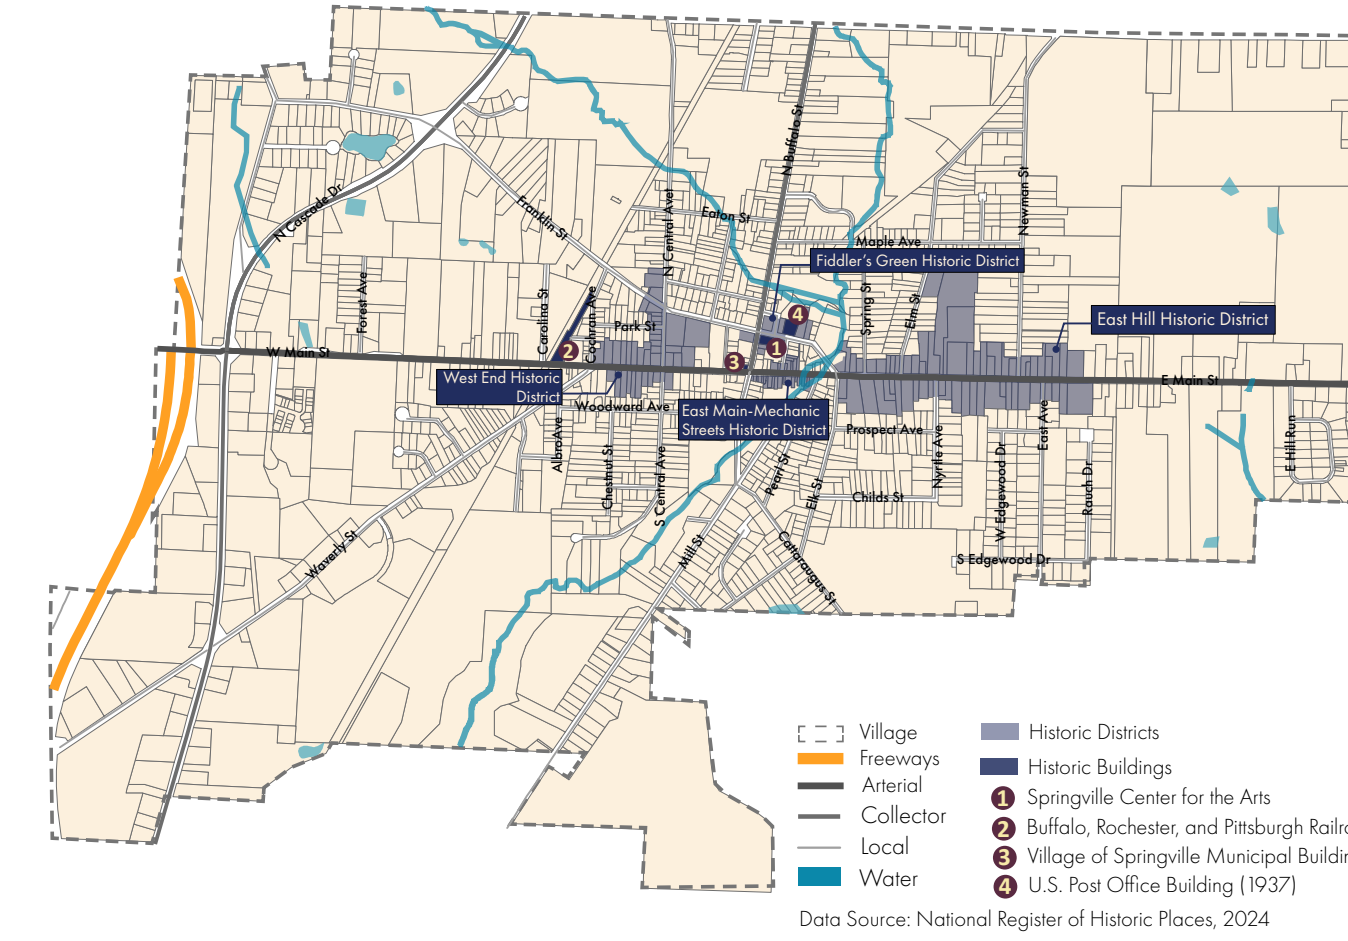 N Buffalo St
N Cascade Dr
Franklin St
N Central Avet
Eaton St
Newman St
Maple Ave
Fiddler's Green Historic District
Forest Ave
Carolina St
Cochran Ave
Park St
Spring St
Elm St
4
East Hill Historic District
W Main St
2
3
1
West End Historic
District
E Main St
Woodward Ave
East Main-Mechanic
Streets Historic District
Albro Ave
Chestnut St
S Central Ave
Pearl St
Elk St
Prospect Ave
Nyrtle Ave
East Ave
E Hill Run
Childs St
W Edgewood Dr
Rauch Dr
Waverly St
Mill St
Cattaraugus St
S Edgewood Dr
Village
Freeways
Arterial
Collector
Local
Water
Historic Districts
Historic Buildings
1 Springville Center for the Arts
2 Buffalo, Rochester, and Pittsburgh Railro
3 Village of Springville Municipal Buildin
4 U.S. Post Office Building (1937)
Data Source: National Register of Historic Places, 2024